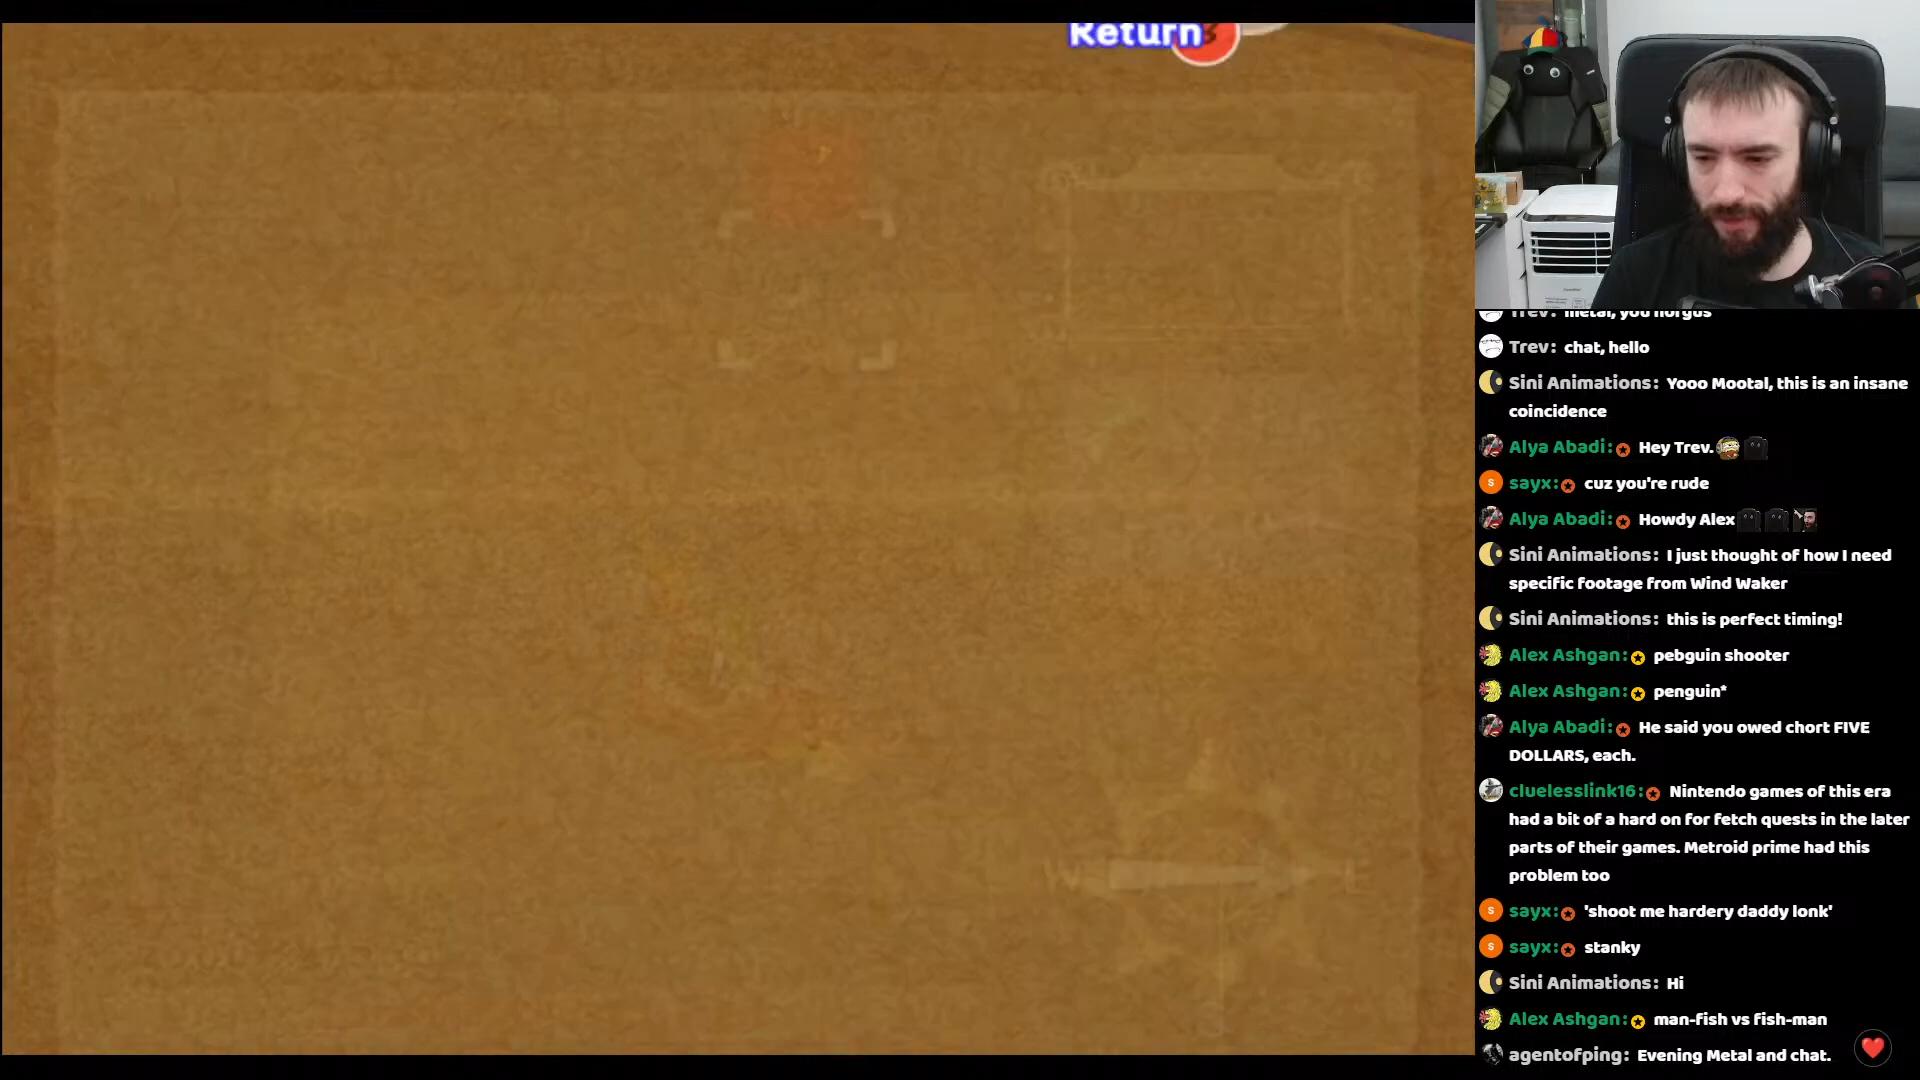 Return
Trev: metal, you norgus
Trev: chat, hello
Sini Animations: Yooo Mootal, this is an insane
coincidence
Alya Abadi: Hey Trev.
sayx: cuz you're rude
Alya Abadi: Howdy Alex
Sini Animations: I just thought of how I need
specific footage from Wind Waker
Sini Animations: this is perfect timing!
Alex Ashgan: pebguin shooter
Alex Ashgan: penguin*
Alya Abadi: He said you owed chort FIVE
DOLLARS, each.
cluelesslink16: Nintendo games of this era
had a bit of a hard on for fetch quests in the later
parts of their games. Metroid prime had this
problem too
sayx: 'shoot me hardery daddy lonk'
sayx: stanky
Sini Animations: Hi
Alex Ashgan: man-fish vs fish-man
agentofping: Evening Metal and chat.